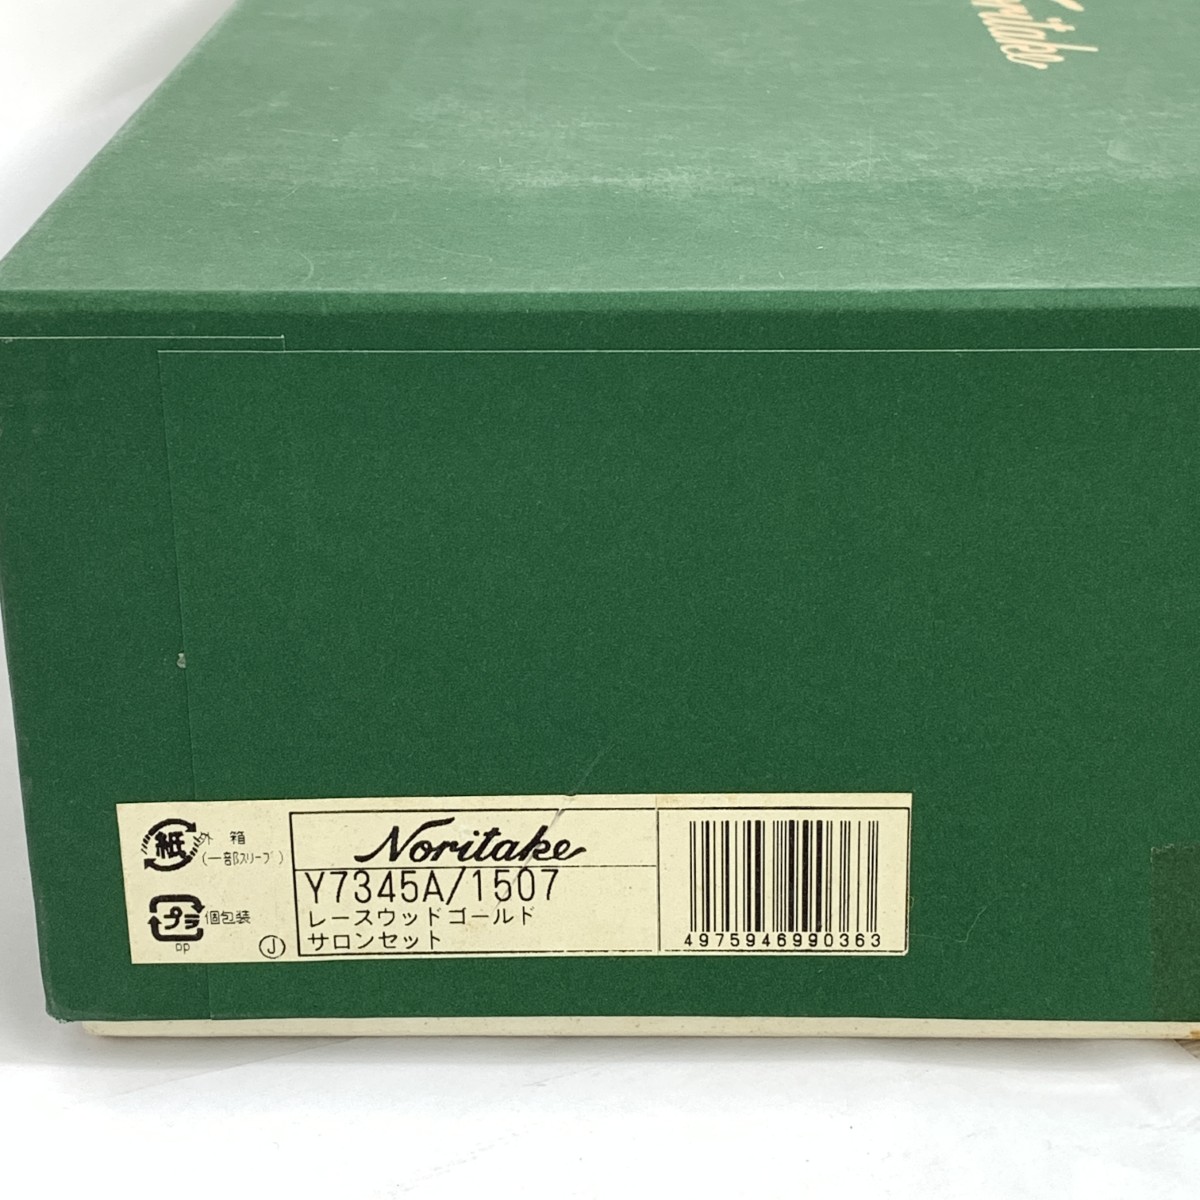 Noritake
紙
外箱
(一部スリーブ)
プラ
個包装
pp
J
Noritake
Y7345A/1507
レースウッドゴールド
サロンセット
4975946990363